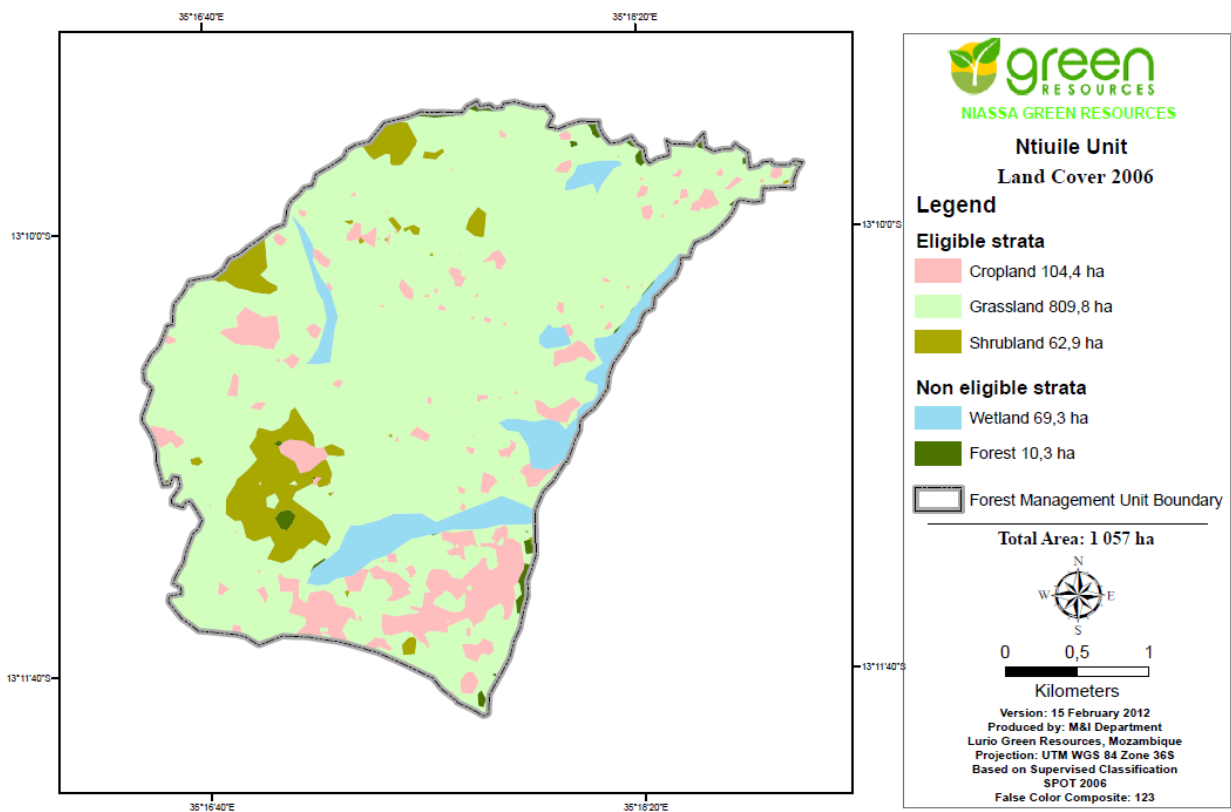 35°16'40"E
35°18'20"E
13°10'0"S
13°10'0"S
13°11'40"S
13°11'40"S
35°16'40"E
35°18'20"E
green
RESOURCES
NIASSA GREEN RESOURCES
Ntiuile Unit
Land Cover 2006
Legend
Eligible strata
Cropland 104,4 ha
Grassland 809,8 ha
Shrubland 62,9 ha
Non eligible strata
Wetland 69,3 ha
Forest 10,3 ha
Forest Management Unit Boundary
Total Area: 1 057 ha
N
W E
S
0 0,5 1
Kilometers
Version: 15 February 2012
Produced by: M&I Department
Lurio Green Resources, Mozambique
Projection: UTM WGS 84 Zone 36S
Based on Supervised Classification
SPOT 2006
False Color Composite: 123